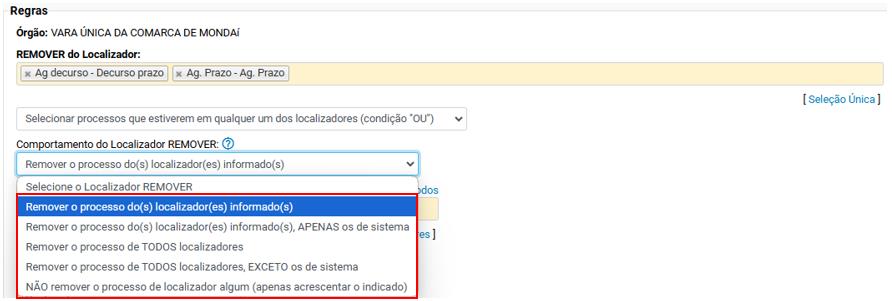 Regras
Órgão: VARA ÚNICA DA COMARCA DE MONDAÍ
REMOVER do Localizador:
× Ag decurso - Decurso prazo × Ag. Prazo - Ag. Prazo
[ Seleção Única ]
Selecionar processos que estiverem em qualquer um dos localizadores (condição "OU")
Comportamento do Localizador REMOVER: ?
Remover o processo do(s) localizador(es) informado(s)
Selecione o Localizador REMOVER
odos
Remover o processo do(s) localizador(es) informado(s)
Remover o processo do(s) localizador(es) informado(s), APENAS os de sistema
res ]
Remover o processo de TODOS localizadores
Remover o processo de TODOS localizadores, EXCETO os de sistema
NÃO remover o processo de localizador algum (apenas acrescentar o indicado)